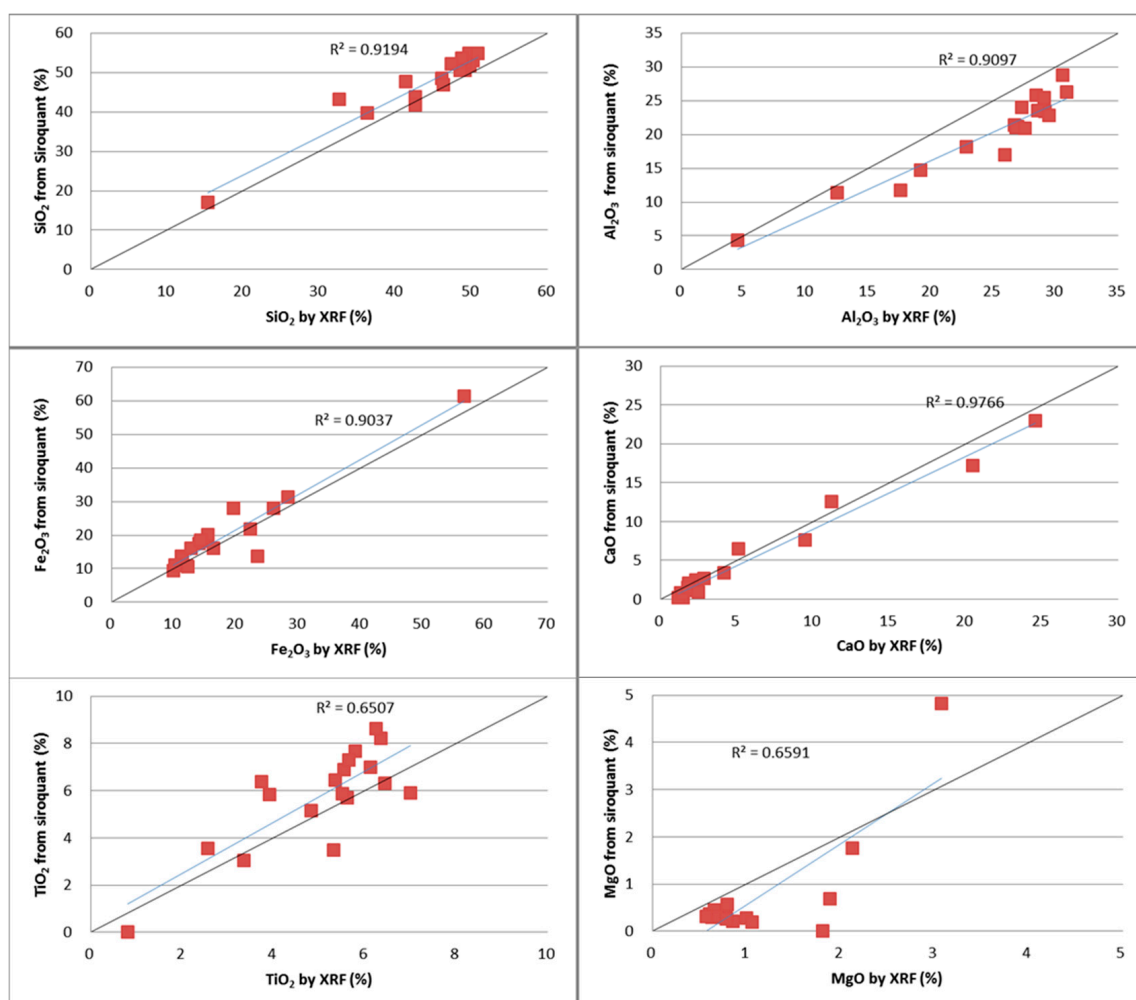 60
50
40
30
20
10
0
SiO₂ from Siroquant (%)
R² = 0.9194
0 10 20 30 40 50 60
SiO₂ by XRF (%)
35
30
25
20
15
10
5
0
Al₂O₃ from siroquant (%)
R² = 0.9097
0 5 10 15 20 25 30 35
Al₂O₃ by XRF (%)
70
60
50
40
30
20
10
0
Fe₂O₃ from siroquant (%)
R² = 0.9037
0 10 20 30 40 50 60 70
Fe₂O₃ by XRF (%)
30
25
20
15
10
5
0
CaO from siroquant (%)
R² = 0.9766
0 5 10 15 20 25 30
CaO by XRF (%)
10
8
6
4
2
0
TiO₂ from siroquant (%)
R² = 0.6507
0 2 4 6 8 10
TiO₂ by XRF (%)
5
4
3
2
1
0
MgO from siroquant (%)
R² = 0.6591
0 1 2 3 4 5
MgO by XRF (%)